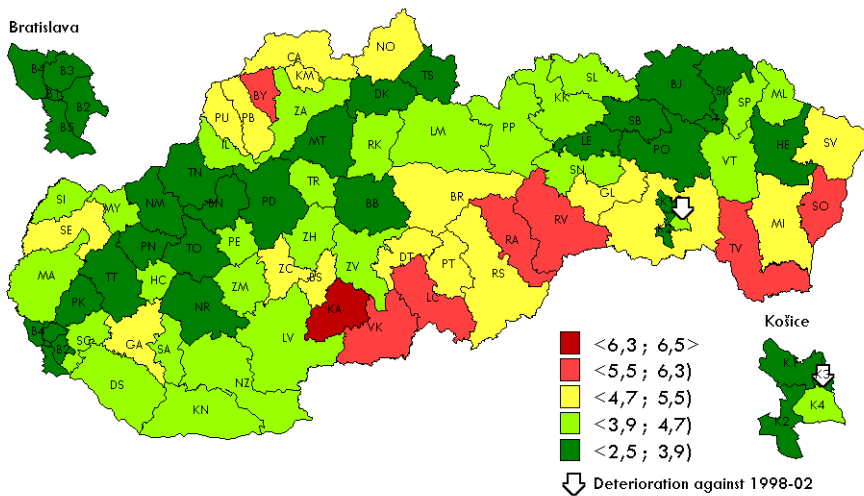 Bratislava
B4
B3
B1
B2
B5
NO
CA
KM
TS
BY
DK
ZA
PU
PB
IL
MT
RK
LM
PP
KK
SL
BJ
SK
SP
ML
SB
LE
PO
HE
SV
VT
SN
GL
TN
BN
NM
PD
TR
BB
BR
SI
MY
SE
PN
TO
PE
ZH
ZV
DT
PT
RA
RV
RS
MI
SO
TV
MA
TT
HC
ZM
ZC
BS
KA
VK
LC
PK
NR
LV
B4
B2
SC
GA
SA
NZ
DS
KN
<6,3 ; 6,5>
<5,5 ; 6,3)
<4,7 ; 5,5)
<3,9 ; 4,7)
<2,5 ; 3,9)
Deterioration against 1998-02
Košice
K1
K4
K2